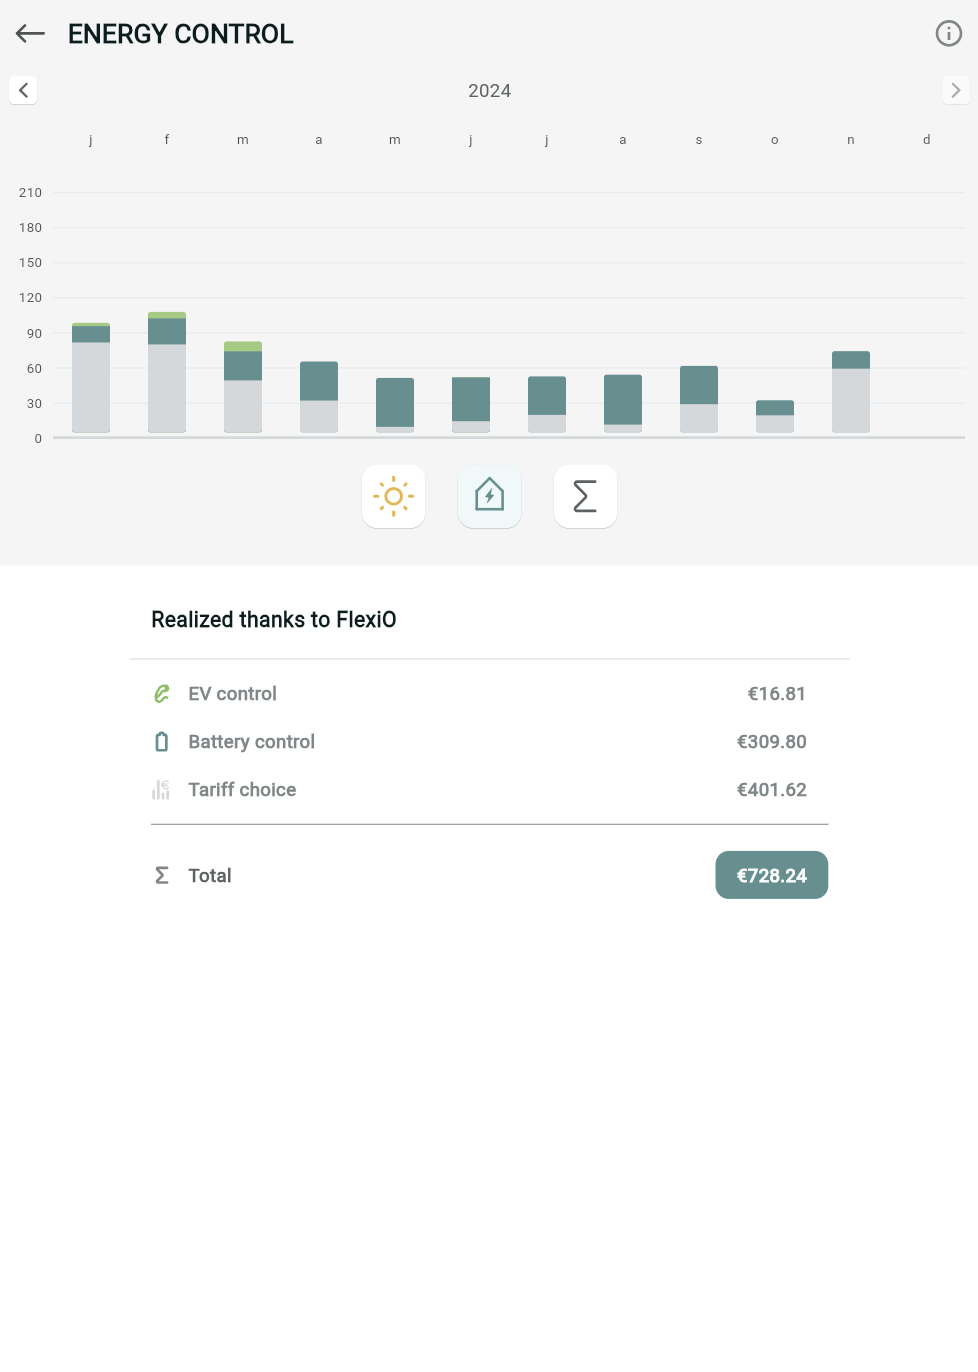 ENERGY CONTROL
2024
j f m a m j j a s o n d
210
180
150
120
90
60
30
0
Realized thanks to FlexiO
EV control €16.81
Battery control €309.80
Tariff choice €401.62
Total €728.24